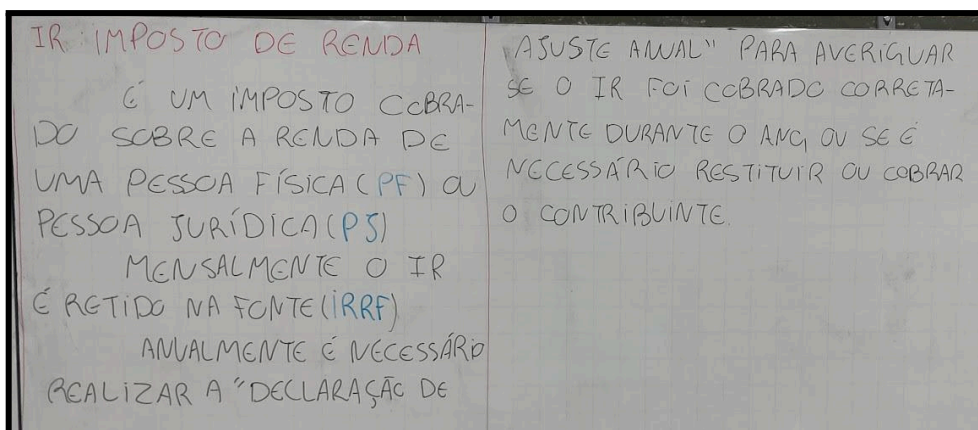 IR: IMPOSTO DE RENDA
É UM IMPOSTO COBRA-
DO SOBRE A RENDA DE
UMA PESSOA FÍSICA (PF) OU
PESSOA JURÍDICA (PJ)
MENSALMENTE O IR
É RETIDO NA FONTE (IRRF)
ANUALMENTE É NECESSÁRIO
REALIZAR A "DECLARAÇÃO DE
AJUSTE ANUAL" PARA AVERIGUAR
SE O IR FOI COBRADO CORRETA-
MENTE DURANTE O ANO, OU SE É
NECESSÁRIO RESTITUIR OU COBRAR
O CONTRIBUINTE.